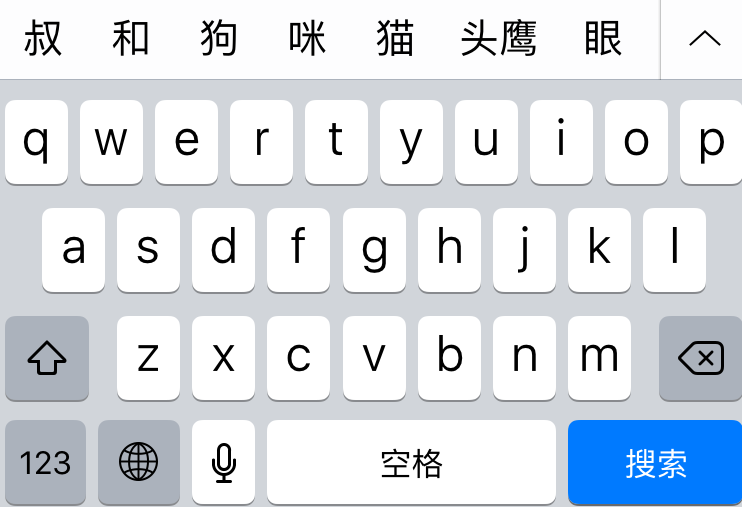 叔 和 狗 咪 猫 头鹰 眼
q w e r t y u i o p
a s d f g h j k l
z x c v b n m
123 空格 搜索